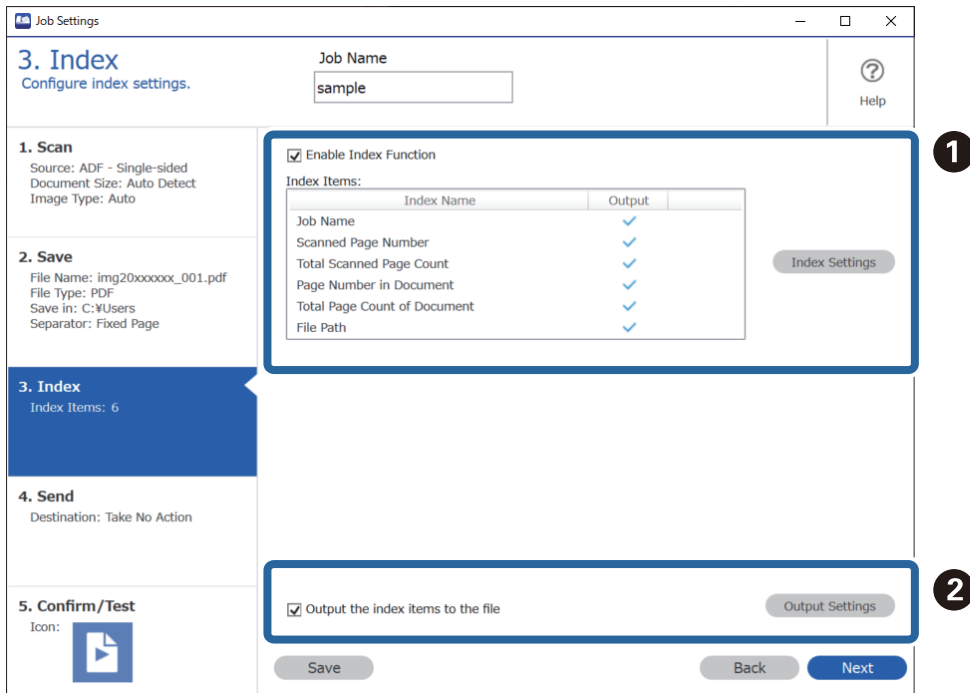 Job Settings
3. Index
Configure index settings.
Job Name
sample
Help
1. Scan
Source: ADF - Single-sided
Document Size: Auto Detect
Image Type: Auto
2. Save
File Name: img20xxxxxx_001.pdf
File Type: PDF
Save in: C:¥Users
Separator: Fixed Page
3. Index
Index Items: 6
4. Send
Destination: Take No Action
5. Confirm/Test
Icon:
1
Enable Index Function
Index Items:
Index Name Output
Job Name
Scanned Page Number
Total Scanned Page Count
Page Number in Document
Total Page Count of Document
File Path
Index Settings
2
Output the index items to the file
Output Settings
Save
Back
Next